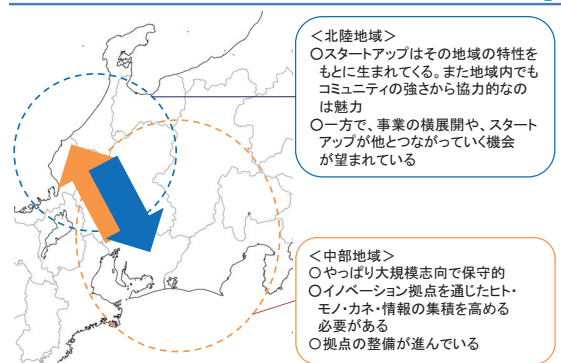 ＜北陸地域＞
○スタートアップはその地域の特性を
もとに生まれてくる。また地域内でも
コミュニティの強さから協力的なの
は魅力
○一方で、事業の横展開や、スタート
アップが他とつながっていく機会
が望まれている
＜中部地域＞
○やっぱり大規模志向で保守的
○イノベーション拠点を通じたヒト・
モノ・カネ・情報の集積を高める
必要がある
○拠点の整備が進んでいる